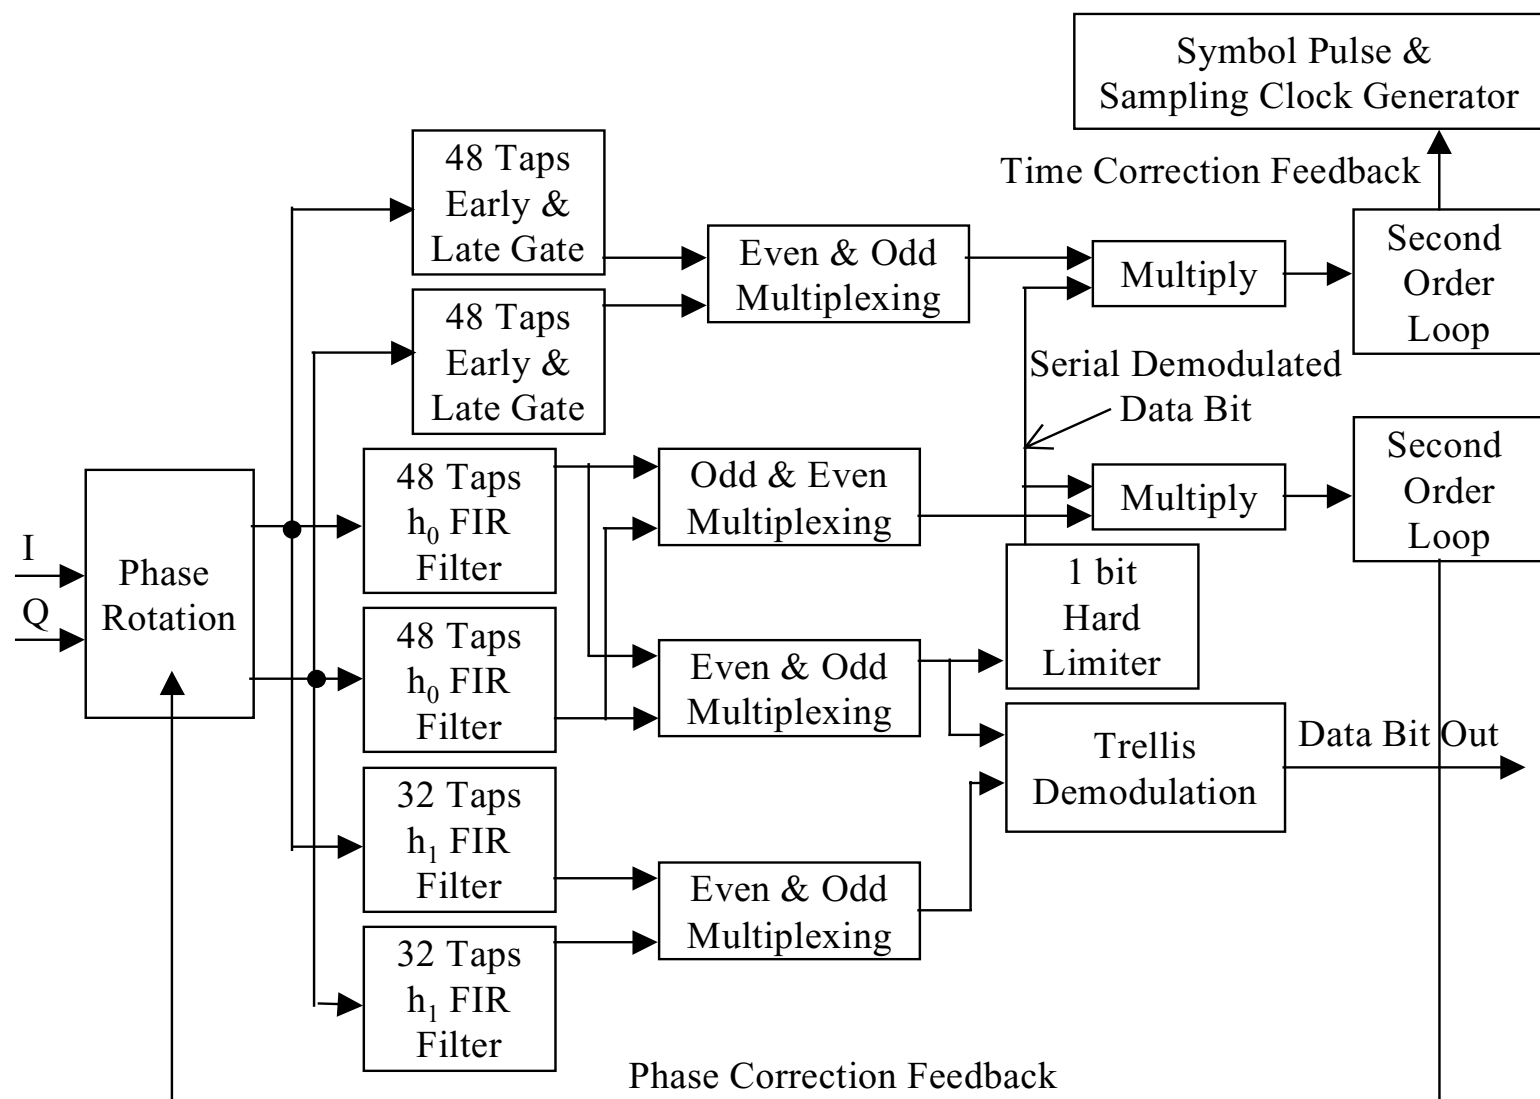 Symbol Pulse &
Sampling Clock Generator
Time Correction Feedback
48 Taps
Early &
Late Gate
Even & Odd
Multiplexing
Multiply
Second
Order
Loop
48 Taps
Early &
Late Gate
Serial Demodulated
Data Bit
I
Q
Phase
Rotation
48 Taps
h0 FIR
Filter
Odd & Even
Multiplexing
Multiply
Second
Order
Loop
1 bit
Hard
Limiter
48 Taps
h0 FIR
Filter
Even & Odd
Multiplexing
Trellis
Demodulation
Data Bit Out
32 Taps
h1 FIR
Filter
Even & Odd
Multiplexing
32 Taps
h1 FIR
Filter
Phase Correction Feedback